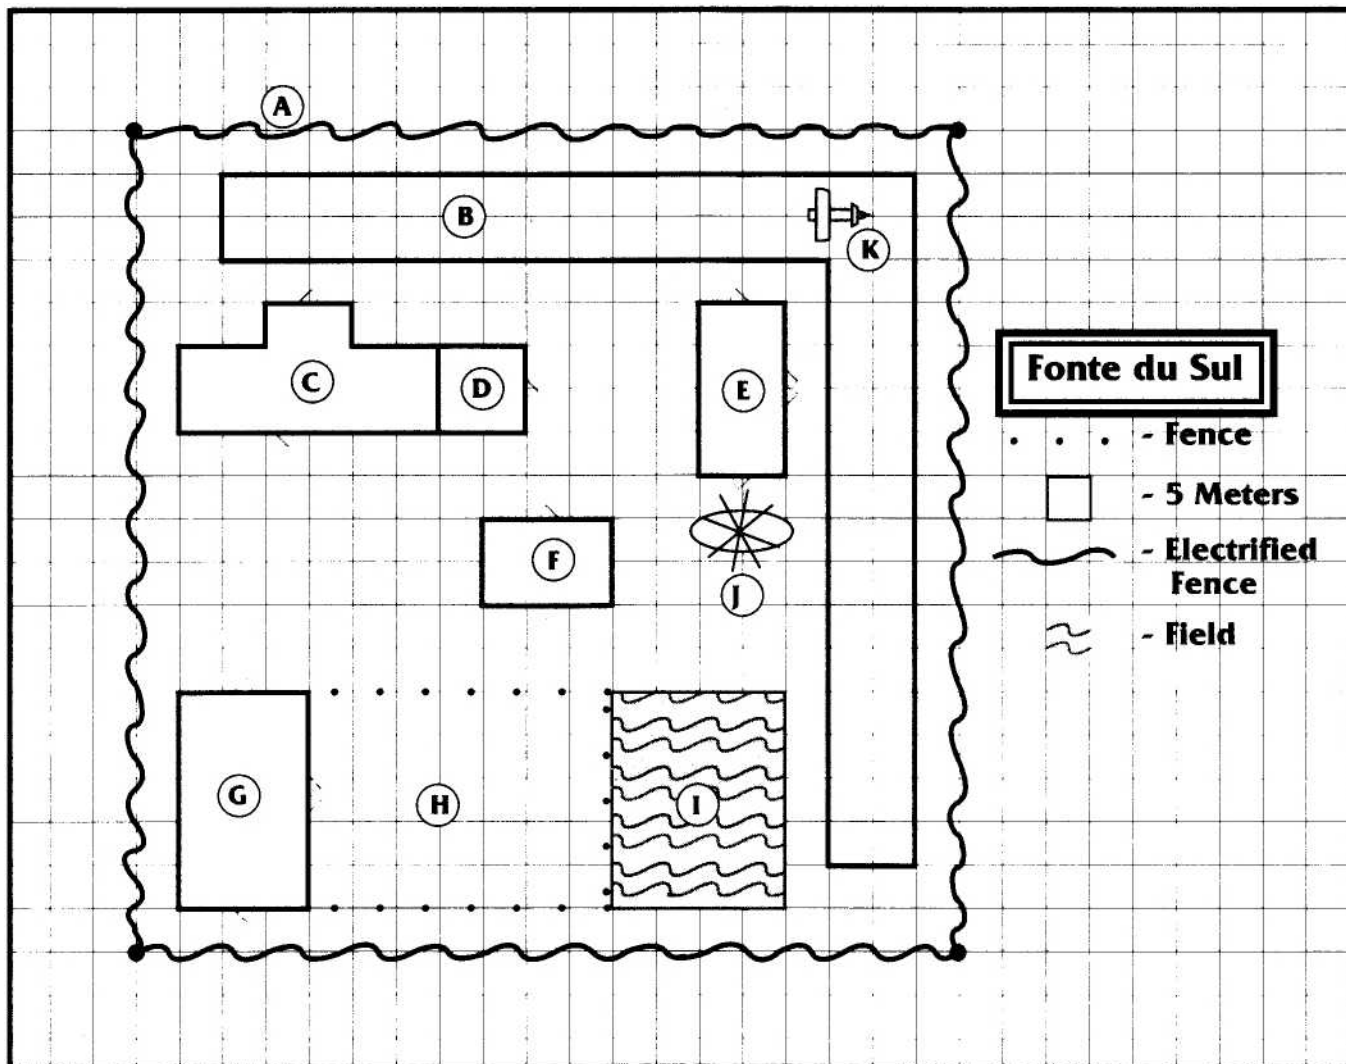 A
B
K
C
D
E
Fonte du Sul
- Fence
- 5 Meters
- Electrified
Fence
- Field
F
J
G
H
I